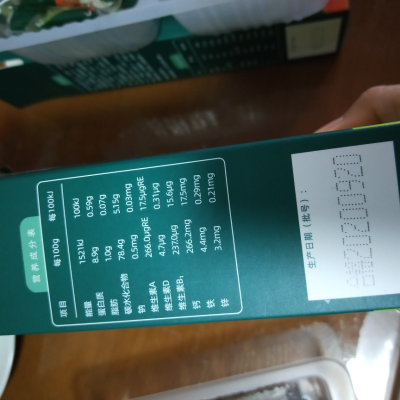 营养成分表
项目 每100g 每100kJ
能量 1521kJ 100kJ
蛋白质 8.9g 0.59g
脂肪 1.0g 0.07g
碳水化合物 78.4g 5.15g
钠 0.5mg 0.03mg
维生素A 266.0μgRE 17.5μgRE
维生素D 4.7μg 0.31μg
维生素B₁ 237.0μg 15.6μg
钙 266.2mg 17.5mg
铁 4.4mg 0.29mg
锌 3.2mg 0.21mg
生产日期（批号）：
20200920